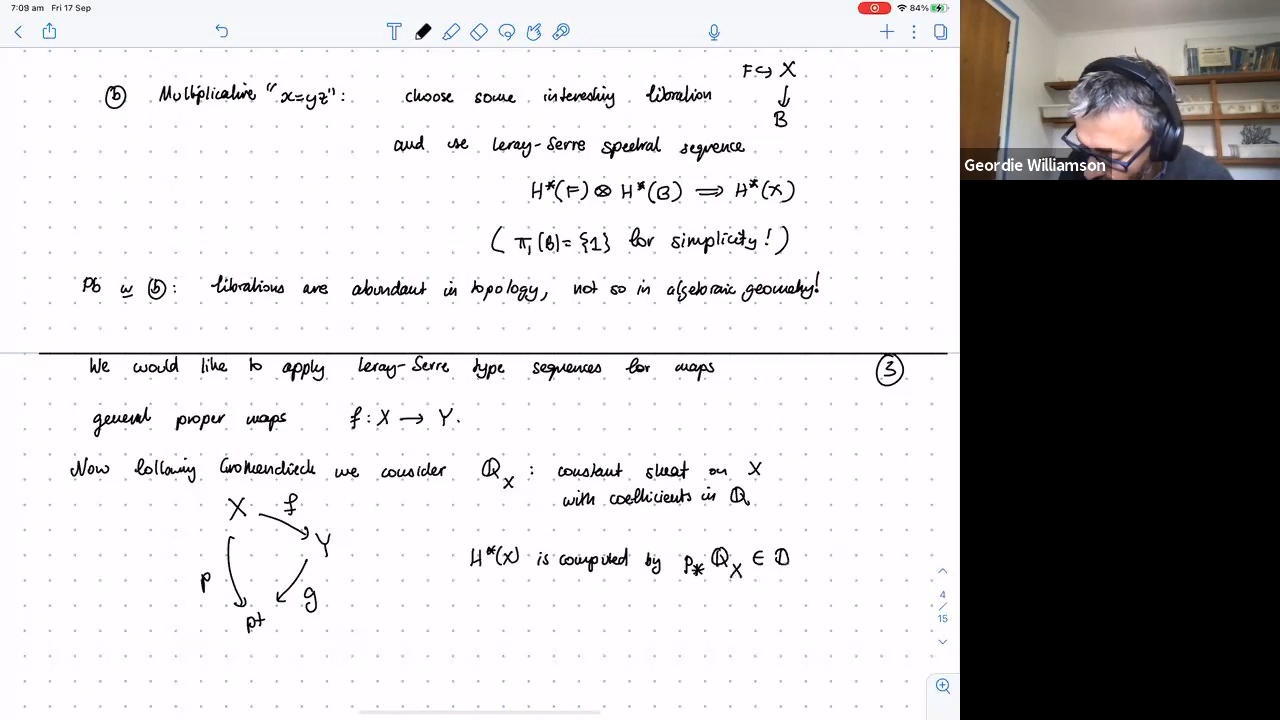 7:09 am Fri 17 Sep
84%
F ↪ X
↓
B
ⓑ Multiplicative "x=yz": choose some interesting fibration
and use Leray-Serre spectral sequence
H*(F) ⊗ H*(B) ⟹ H*(X)
( π₁(B) = {1} for simplicity! )
Pb w ⓑ: fibrations are abundant in topology, not so in algebraic geometry!
We would like to apply Leray-Serre type sequences for maps ③
general proper maps f: X → Y.
Now following Grothendieck we consider ℚ_X : constant sheaf on X
with coefficients in ℚ
X f
Y
p g
pt
H*(X) is computed by p_* ℚ_X ∈ D
4
/
15
Geordie Williamson